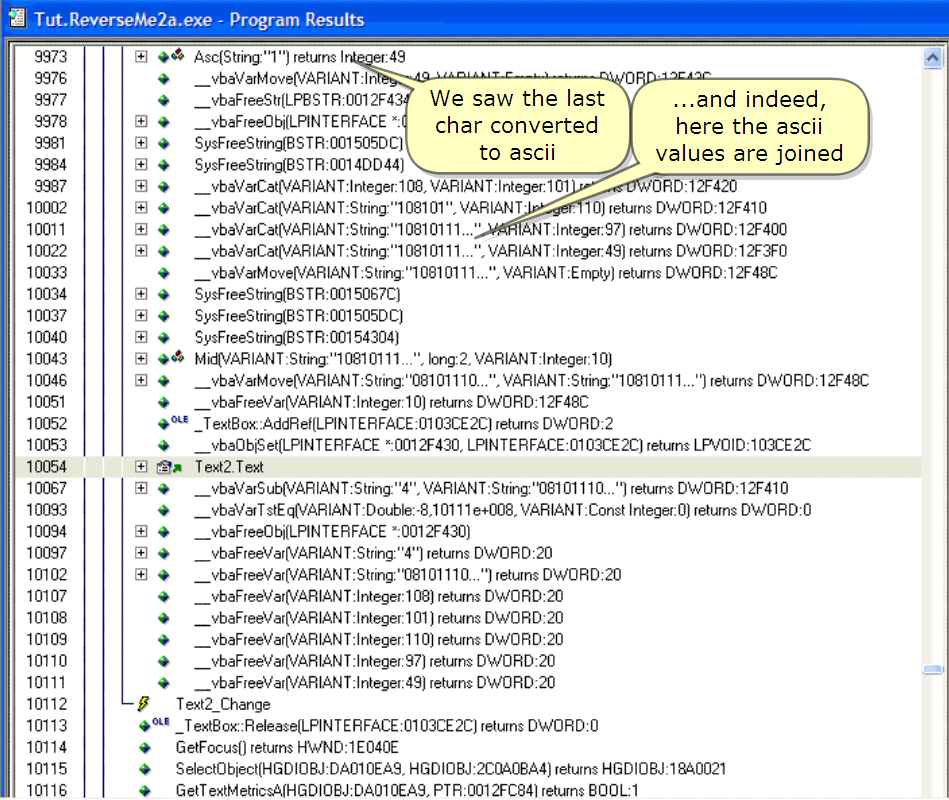 Tut.ReverseMe2a.exe - Program Results
9973 Asc(String:"1") returns Integer:49
9976 __vbaVarMove(VARIANT:Integer:49, VARIANT:Empty) returns DWORD:12F43C
9977 __vbaFreeStr(LPBSTR:0012F434
9978 __vbaFreeObj(LPINTERFACE *:0
We saw the last
char converted
to ascii
...and indeed,
here the ascii
values are joined
9981 SysFreeString(BSTR:001505DC)
9984 SysFreeString(BSTR:0014DD44)
9987 __vbaVarCat(VARIANT:Integer:108, VARIANT:Integer:101) returns DWORD:12F420
10002 __vbaVarCat(VARIANT:String:"108101", VARIANT:Integer:110) returns DWORD:12F410
10011 __vbaVarCat(VARIANT:String:"10810111...", VARIANT:Integer:97) returns DWORD:12F400
10022 __vbaVarCat(VARIANT:String:"10810111...", VARIANT:Integer:49) returns DWORD:12F3F0
10033 __vbaVarMove(VARIANT:String:"10810111...", VARIANT:Empty) returns DWORD:12F48C
10034 SysFreeString(BSTR:0015067C)
10037 SysFreeString(BSTR:001505DC)
10040 SysFreeString(BSTR:00154304)
10043 Mid(VARIANT:String:"10810111...", long:2, VARIANT:Integer:10)
10046 __vbaVarMove(VARIANT:String:"08101110...", VARIANT:String:"10810111...") returns DWORD:12F48C
10051 __vbaFreeVar(VARIANT:Integer:10) returns DWORD:12F48C
10052 OLE _TextBox::AddRef(LPINTERFACE:0103CE2C) returns DWORD:2
10053 __vbaObjSet(LPINTERFACE *:0012F430, LPINTERFACE:0103CE2C) returns LPVOID:103CE2C
10054 Text2.Text
10067 __vbaVarSub(VARIANT:String:"4", VARIANT:String:"08101110...") returns DWORD:12F410
10093 __vbaVarTstEq(VARIANT:Double:-8,10111e+008, VARIANT:Const Integer:0) returns DWORD:0
10094 __vbaFreeObj(LPINTERFACE *:0012F430)
10097 __vbaFreeVar(VARIANT:String:"4") returns DWORD:20
10102 __vbaFreeVar(VARIANT:String:"08101110...") returns DWORD:20
10107 __vbaFreeVar(VARIANT:Integer:108) returns DWORD:20
10108 __vbaFreeVar(VARIANT:Integer:101) returns DWORD:20
10109 __vbaFreeVar(VARIANT:Integer:110) returns DWORD:20
10110 __vbaFreeVar(VARIANT:Integer:97) returns DWORD:20
10111 __vbaFreeVar(VARIANT:Integer:49) returns DWORD:20
10112 Text2_Change
10113 OLE _TextBox::Release(LPINTERFACE:0103CE2C) returns DWORD:0
10114 GetFocus() returns HWND:1E040E
10115 SelectObject(HGDIOBJ:DA010EA9, HGDIOBJ:2C0A0BA4) returns HGDIOBJ:18A0021
10116 GetTextMetricsA(HGDIOBJ:DA010EA9, PTR:0012FC84) returns BOOL:1